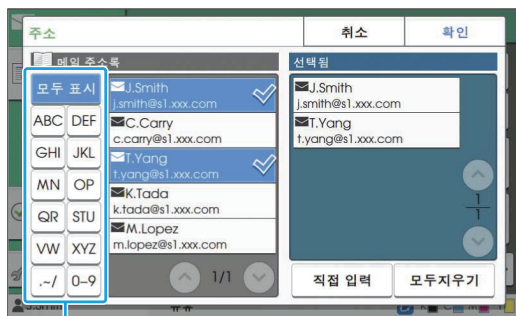 주소
취소
확인
메일 주소록
선택됨
모두 표시
ABC DEF
GHI JKL
MN OP
QR STU
VW XYZ
.~/ 0-9
J.Smith
j.smith@s1.xxx.com
C.Carry
c.carry@s1.xxx.com
T.Yang
t.yang@s1.xxx.com
K.Tada
k.tada@s1.xxx.com
M.Lopez
m.lopez@s1.xxx.com
1/1
J.Smith
j.smith@s1.xxx.com
T.Yang
t.yang@s1.xxx.com
1
1
직접 입력
모두지우기